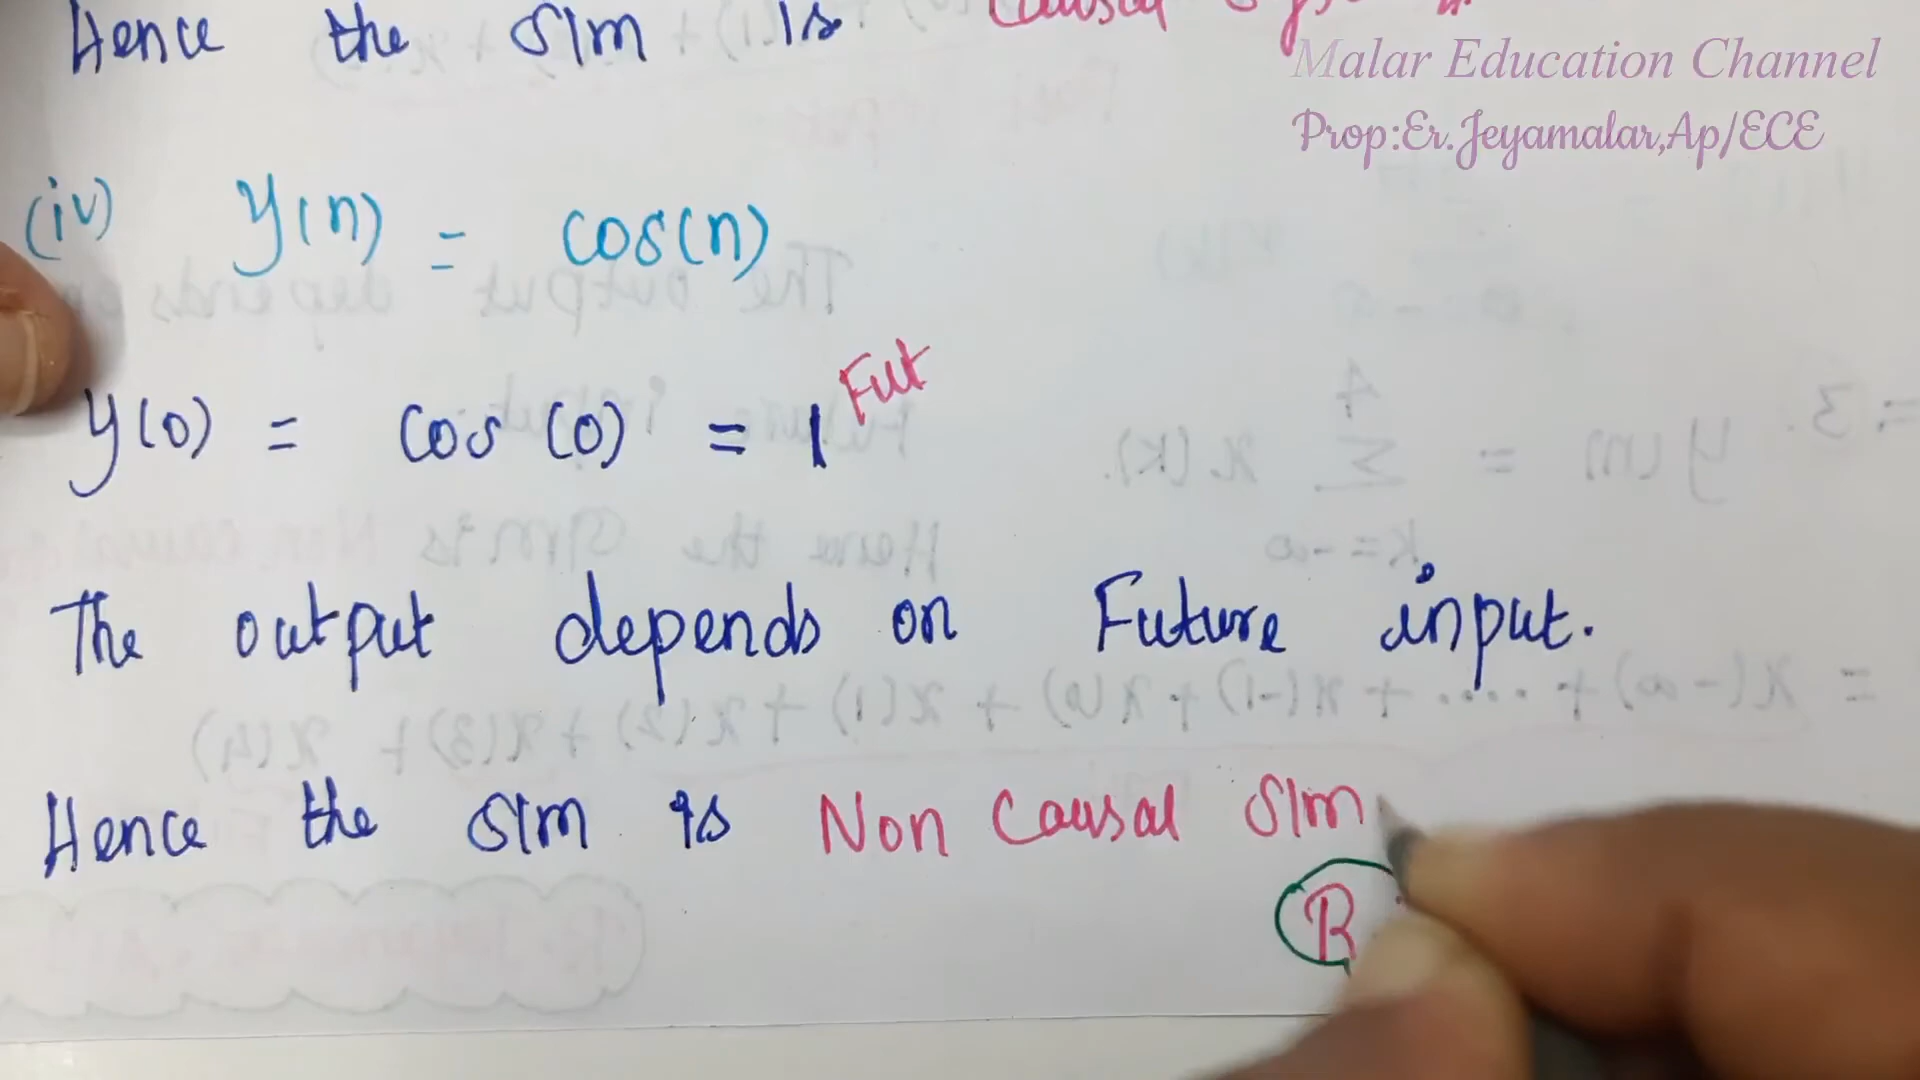 Hence the S/m is causal
Malar Education Channel
Prop:Er.Jeyamalar,Ap/ECE
(iv) y(n) = cos(n)
y(0) = cos (0) = 1 Fut
The output depends on Future input.
Hence the S/m is Non Causal S/m
R